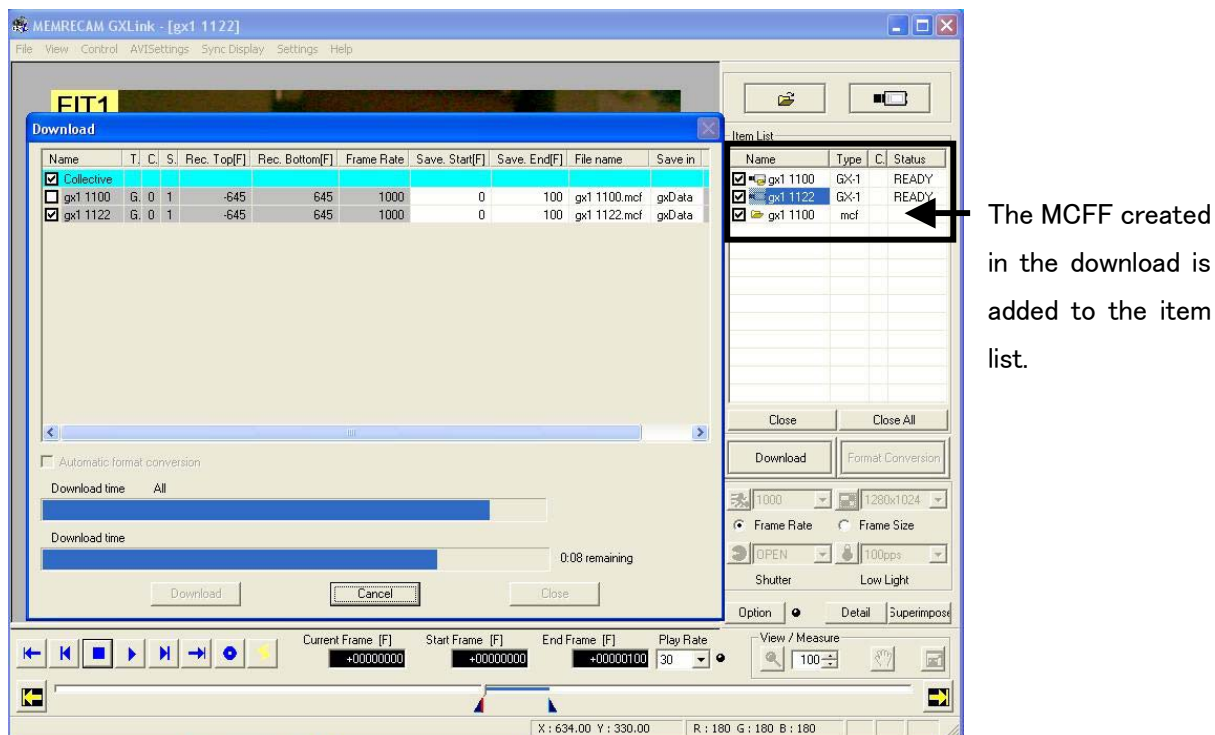 MEMRECAM GXLink - [gx1 1122]
File View Control AVISettings Sync Display Settings Help
FIT1
Download
Name T. C. S. Rec. Top[F] Rec. Bottom[F] Frame Rate Save. Start[F] Save. End[F] File name Save in
Collective
gx1 1100 G. 0 1 -645 645 1000 0 100 gx1 1100.mcf gxData
gx1 1122 G. 0 1 -645 645 1000 0 100 gx1 1122.mcf gxData
Automatic format conversion
Download time All
Download time
0:08 remaining
Download Cancel Close
Item List
Name Type C. Status
gx1 1100 GX-1 READY
gx1 1122 GX-1 READY
gx1 1100 mcf
Close Close All
Download Format Conversion
1000 1280x1024
Frame Rate Frame Size
OPEN 100pps
Shutter Low Light
Option Detail Superimpose
Current Frame [F] Start Frame [F] End Frame [F] Play Rate View / Measure
+00000000 +00000000 +00000100 30 100
X : 634.00 Y : 330.00 R : 180 G : 180 B : 180
The MCFF created
in the download is
added to the item
list.